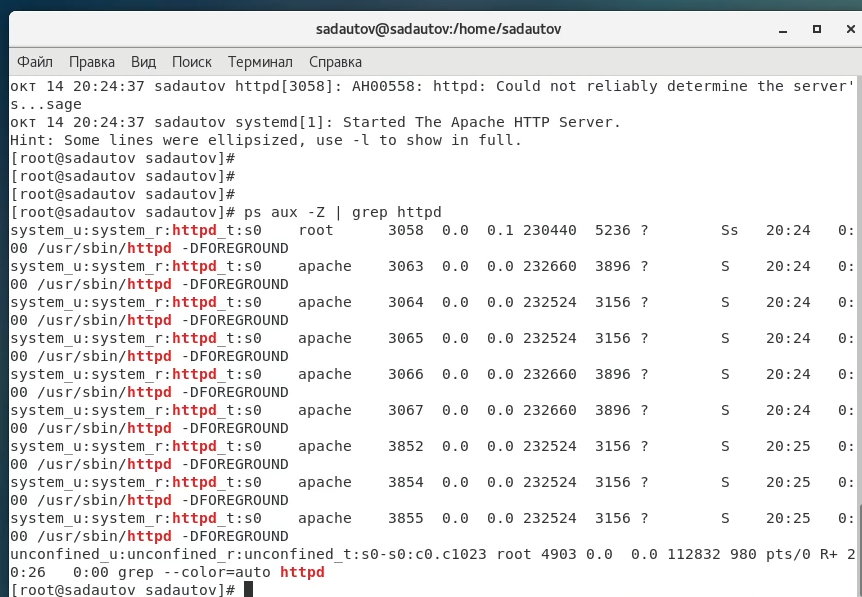 sadautov@sadautov:/home/sadautov
Файл Правка Вид Поиск Терминал Справка
окт 14 20:24:37 sadautov httpd[3058]: AH00558: httpd: Could not reliably determine the server'
s...sage
окт 14 20:24:37 sadautov systemd[1]: Started The Apache HTTP Server.
Hint: Some lines were ellipsized, use -l to show in full.
[root@sadautov sadautov]#
[root@sadautov sadautov]#
[root@sadautov sadautov]#
[root@sadautov sadautov]# ps aux -Z | grep httpd
system_u:system_r:httpd_t:s0    root      3058  0.0  0.1 230440  5236 ?        Ss   20:24   0:
00 /usr/sbin/httpd -DFOREGROUND
system_u:system_r:httpd_t:s0    apache    3063  0.0  0.0 232660  3896 ?        S    20:24   0:
00 /usr/sbin/httpd -DFOREGROUND
system_u:system_r:httpd_t:s0    apache    3064  0.0  0.0 232524  3156 ?        S    20:24   0:
00 /usr/sbin/httpd -DFOREGROUND
system_u:system_r:httpd_t:s0    apache    3065  0.0  0.0 232524  3156 ?        S    20:24   0:
00 /usr/sbin/httpd -DFOREGROUND
system_u:system_r:httpd_t:s0    apache    3066  0.0  0.0 232660  3896 ?        S    20:24   0:
00 /usr/sbin/httpd -DFOREGROUND
system_u:system_r:httpd_t:s0    apache    3067  0.0  0.0 232660  3896 ?        S    20:24   0:
00 /usr/sbin/httpd -DFOREGROUND
system_u:system_r:httpd_t:s0    apache    3852  0.0  0.0 232524  3156 ?        S    20:25   0:
00 /usr/sbin/httpd -DFOREGROUND
system_u:system_r:httpd_t:s0    apache    3854  0.0  0.0 232524  3156 ?        S    20:25   0:
00 /usr/sbin/httpd -DFOREGROUND
system_u:system_r:httpd_t:s0    apache    3855  0.0  0.0 232524  3156 ?        S    20:25   0:
00 /usr/sbin/httpd -DFOREGROUND
unconfined_u:unconfined_r:unconfined_t:s0-s0:c0.c1023 root 4903 0.0  0.0 112832 980 pts/0 R+ 2
0:26   0:00 grep --color=auto httpd
[root@sadautov sadautov]#